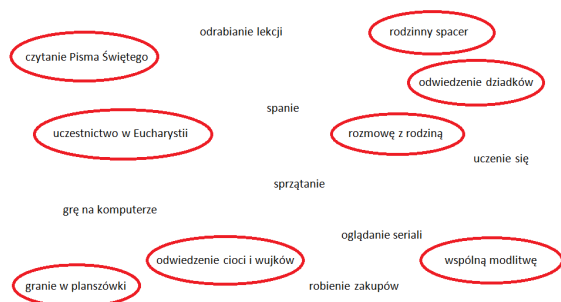 odrabianie lekcji
rodzinny spacer
czytanie Pisma Świętego
odwiedzenie dziadków
spanie
uczestnictwo w Eucharystii
rozmowę z rodziną
uczenie się
sprzątanie
grę na komputerze
oglądanie seriali
odwiedzenie cioci i wujków
wspólną modlitwę
granie w planszówki
robienie zakupów